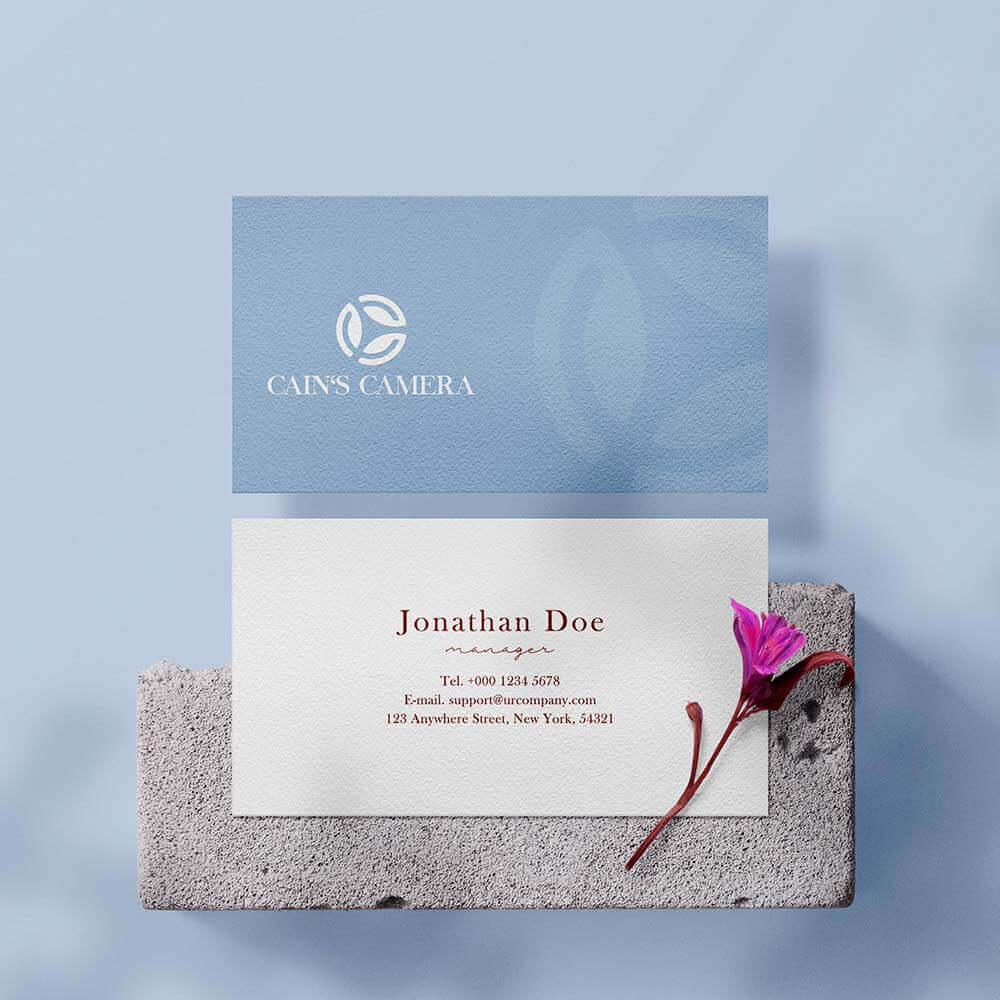 CAIN‘S CAMERA
Jonathan Doe
manager
Tel. +000 1234 5678
E-mail. support@urcompany.com
123 Anywhere Street, New York, 54321